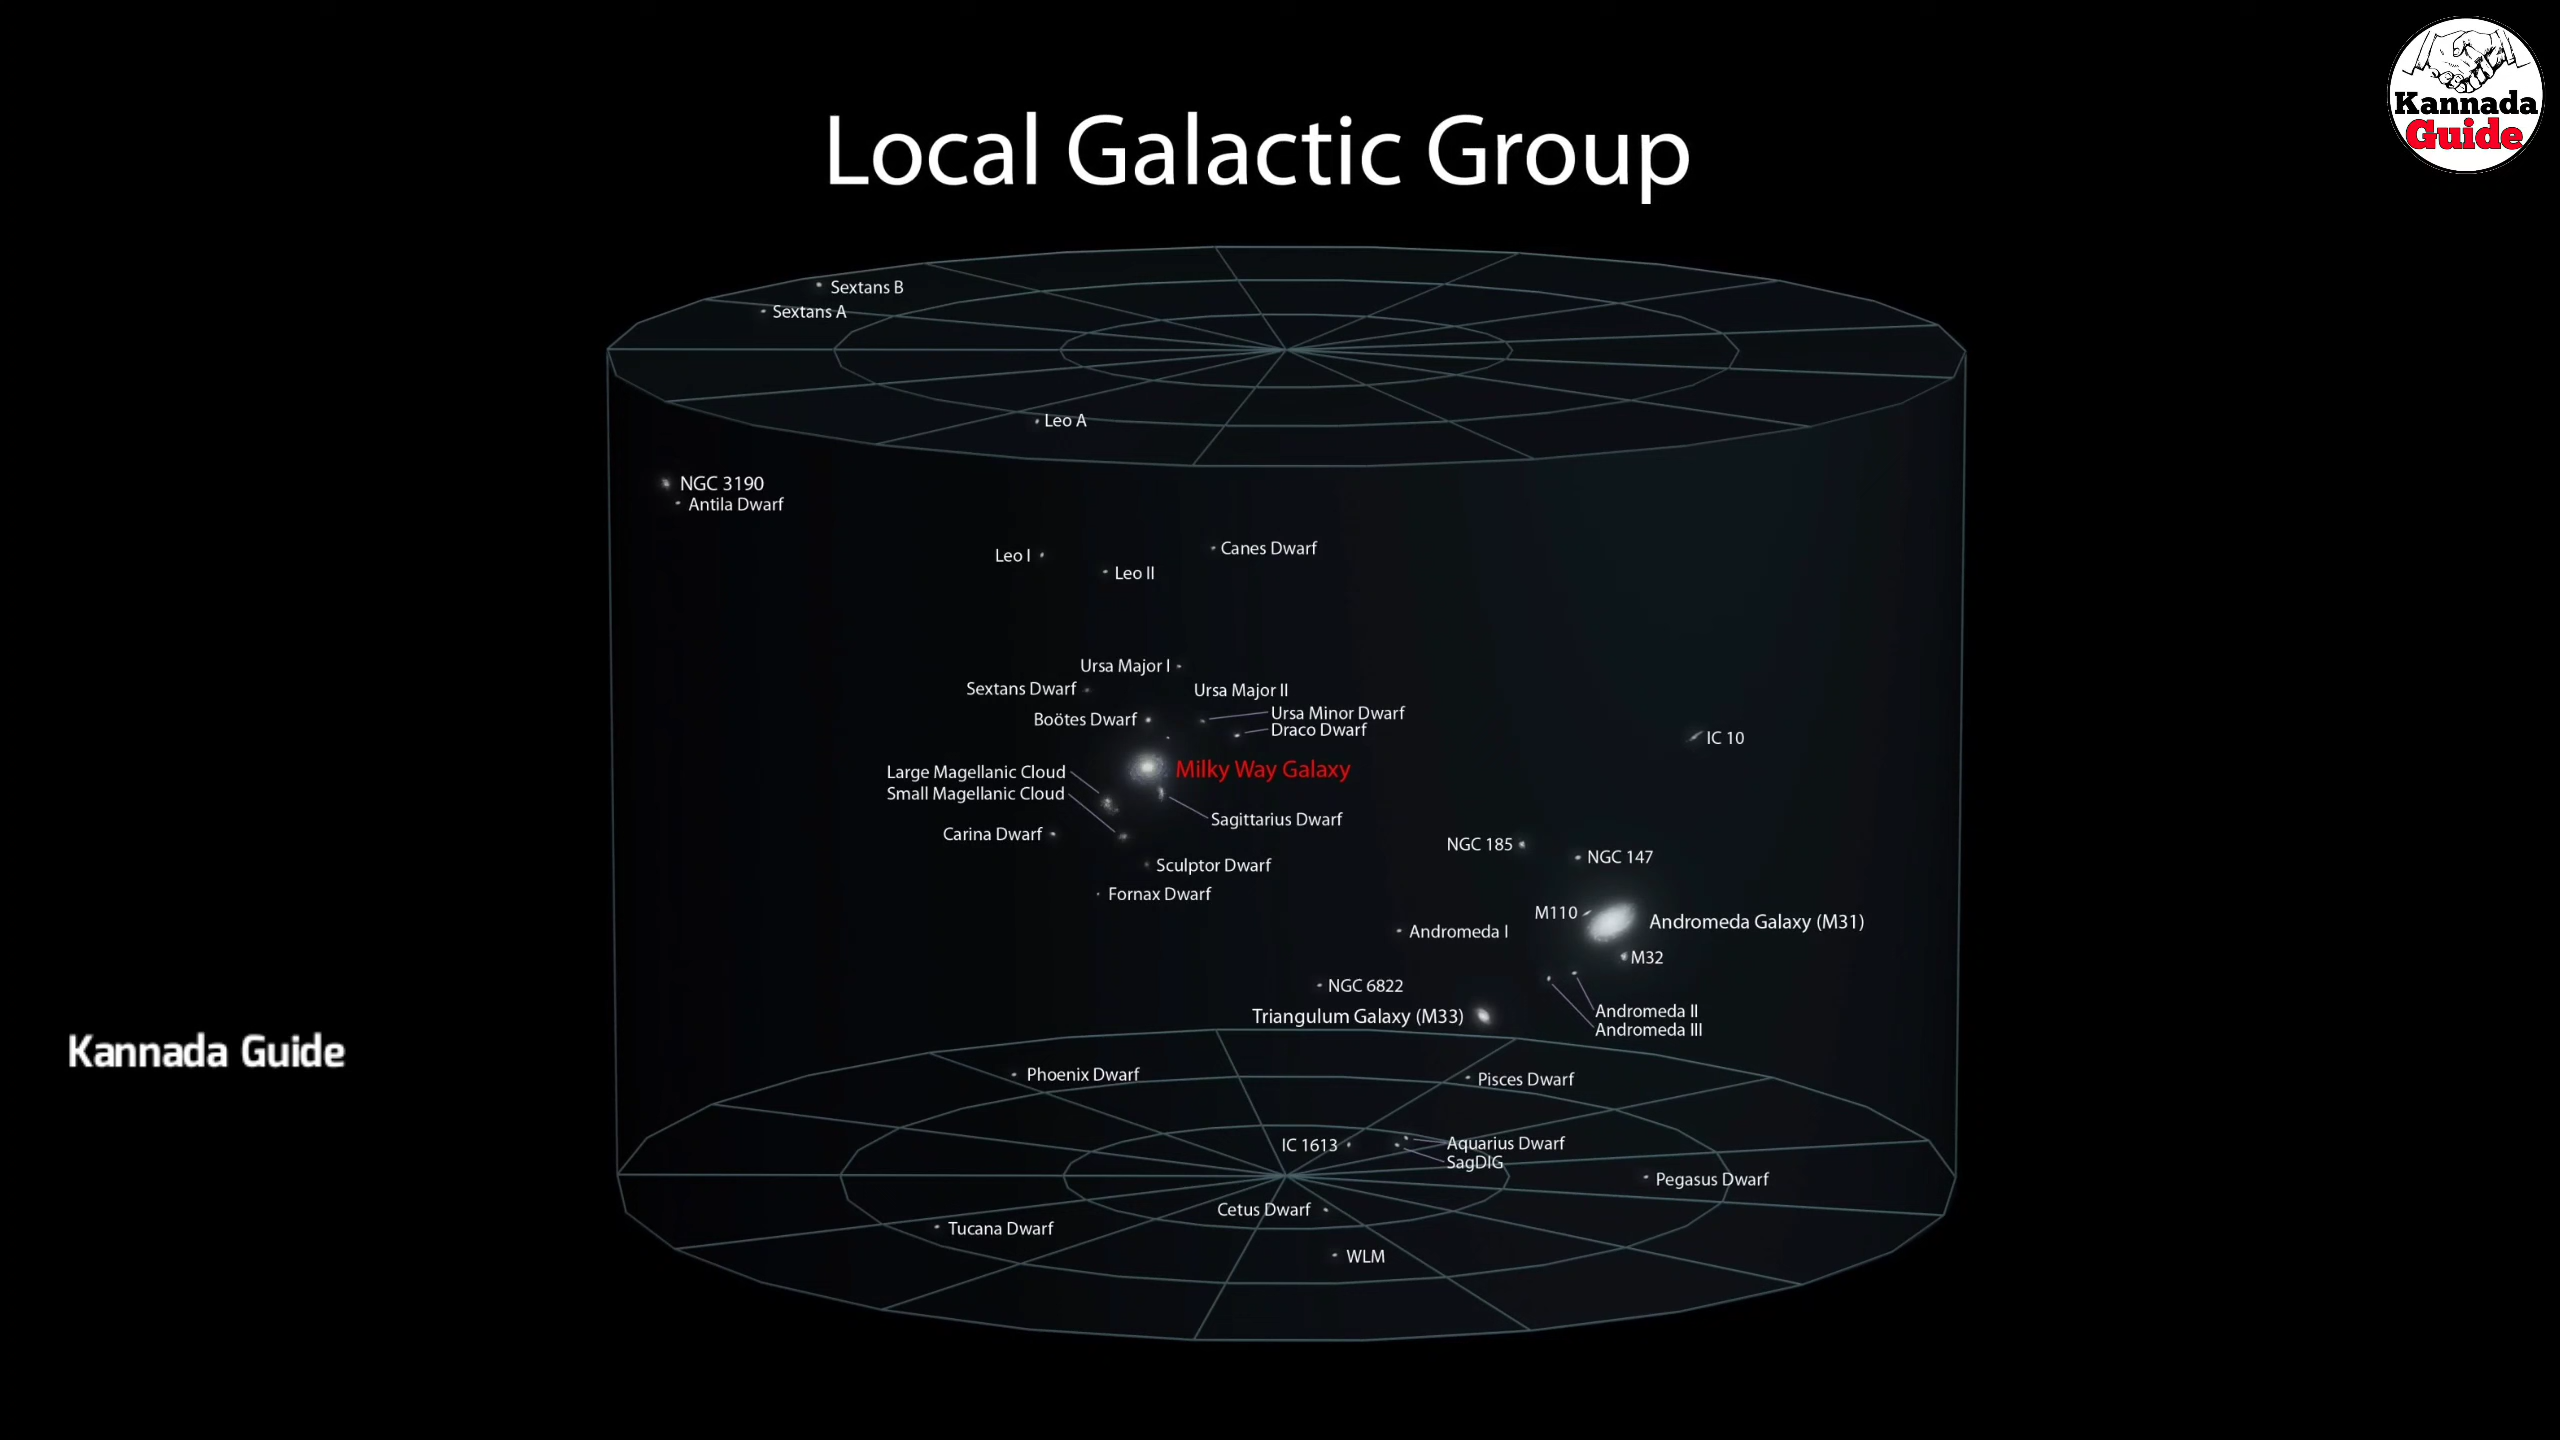 Kannada
Guide
Local Galactic Group
Sextans B
Sextans A
Leo A
NGC 3190
Antila Dwarf
Canes Dwarf
Leo I
Leo II
Ursa Major I
Sextans Dwarf
Ursa Major II
Boötes Dwarf
Ursa Minor Dwarf
Draco Dwarf
IC 10
Milky Way Galaxy
Large Magellanic Cloud
Small Magellanic Cloud
Sagittarius Dwarf
Carina Dwarf
NGC 185
NGC 147
Sculptor Dwarf
Fornax Dwarf
M110
Andromeda Galaxy (M31)
Andromeda I
M32
NGC 6822
Andromeda II
Triangulum Galaxy (M33)
Andromeda III
Kannada Guide
Phoenix Dwarf
Pisces Dwarf
IC 1613
Aquarius Dwarf
SagDIG
Pegasus Dwarf
Cetus Dwarf
Tucana Dwarf
WLM